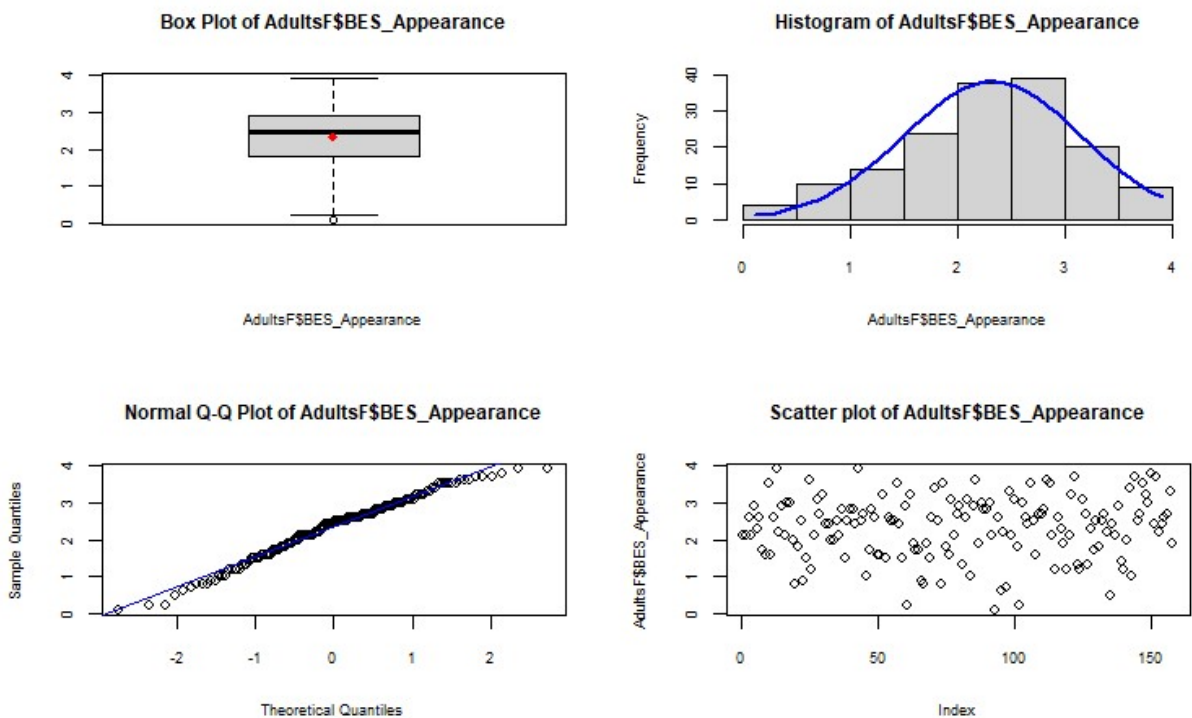 Box Plot of AdultsF$BES_Appearance
4
3
2
1
0
AdultsF$BES_Appearance
Histogram of AdultsF$BES_Appearance
Frequency
40
30
20
10
0
0 1 2 3 4
AdultsF$BES_Appearance
Normal Q-Q Plot of AdultsF$BES_Appearance
Sample Quantiles
4
3
2
1
0
-2 -1 0 1 2
Theoretical Quantiles
Scatter plot of AdultsF$BES_Appearance
AdultsF$BES_Appearance
4
3
2
1
0
0 50 100 150
Index